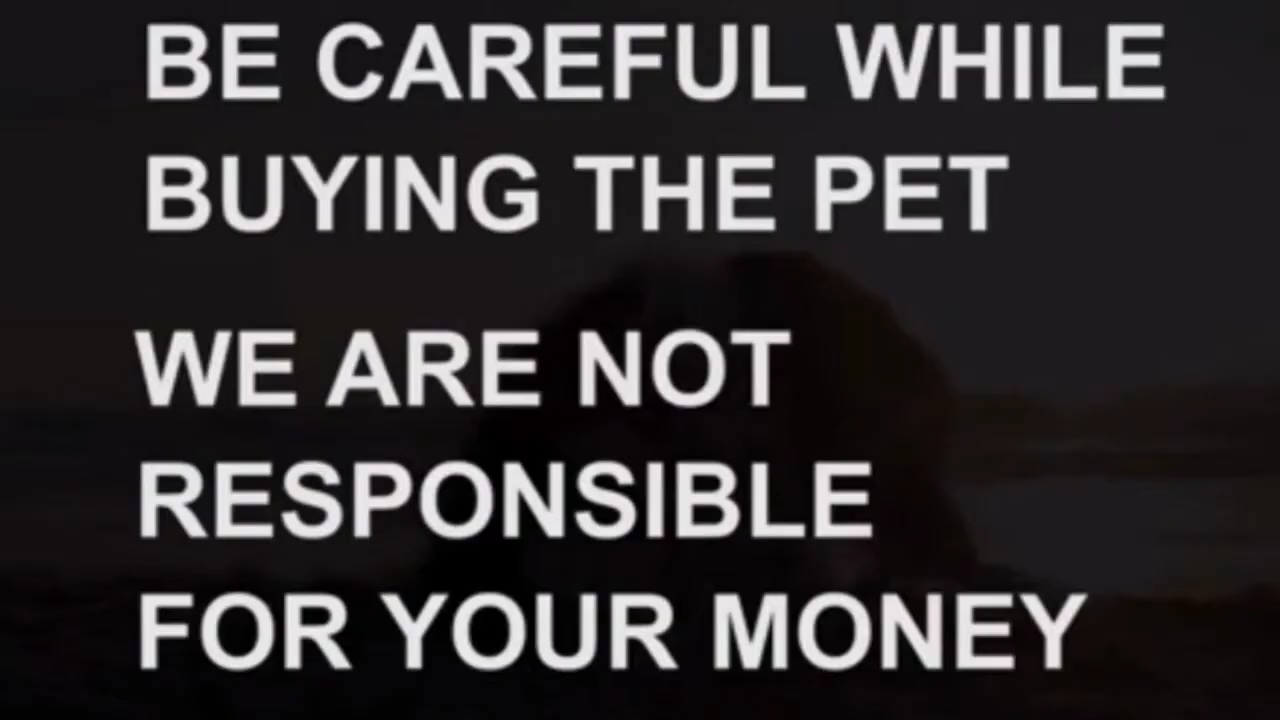 BE CAREFUL WHILE
BUYING THE PET
WE ARE NOT
RESPONSIBLE
FOR YOUR MONEY